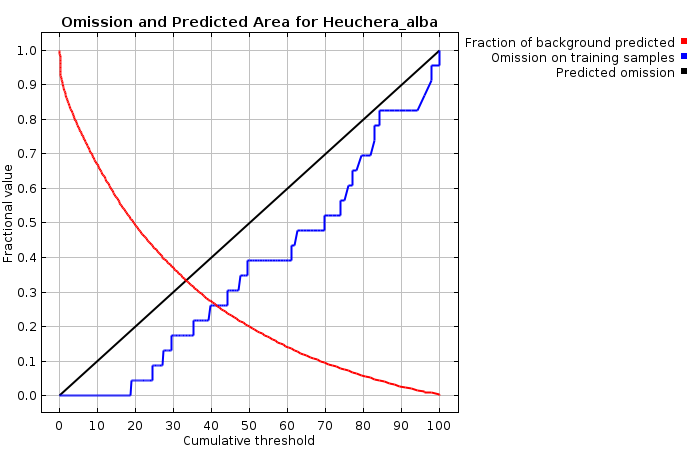 Omission and Predicted Area for Heuchera_alba
Fraction of background predicted
Omission on training samples
Predicted omission
Fractional value
1.0
0.9
0.8
0.7
0.6
0.5
0.4
0.3
0.2
0.1
0.0
0 10 20 30 40 50 60 70 80 90 100
Cumulative threshold